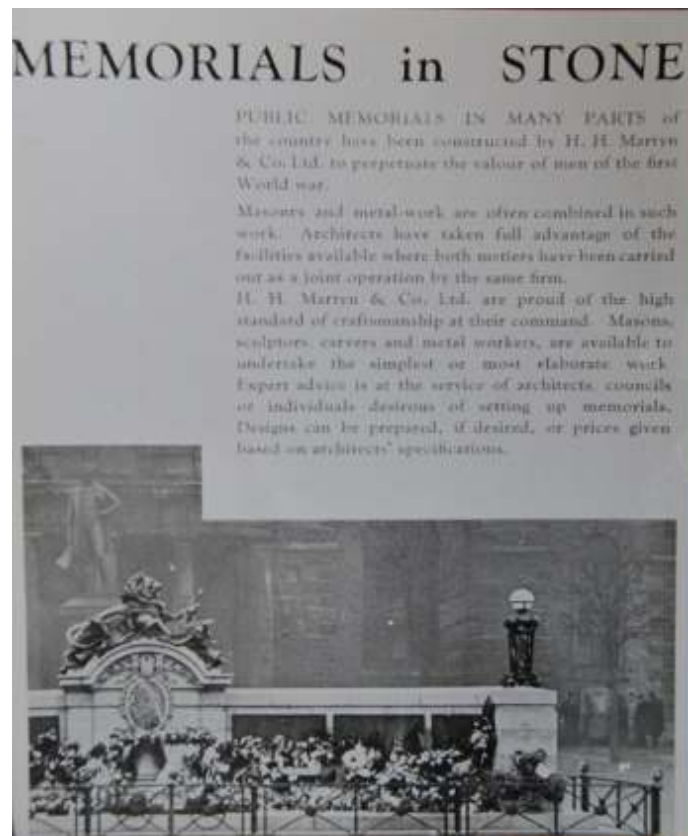 MEMORIALS in STONE
PUBLIC MEMORIALS IN MANY PARTS of
the country have been constructed by H. H. Martyn
& Co. Ltd. to perpetuate the valour of men of the first
World war.
Masonry and metal-work are often combined in such
work. Architects have taken full advantage of the
facilities available where both metiers have been carried
out as a joint operation by the same firm.
H. H. Martyn & Co. Ltd. are proud of the high
standard of craftsmanship at their command. Masons,
sculptors, carvers and metal workers, are available to
undertake the simplest or most elaborate work.
Expert advice is at the service of architects, councils
or individuals desirous of setting up memorials.
Designs can be prepared, if desired, or prices given
based on architects' specifications.